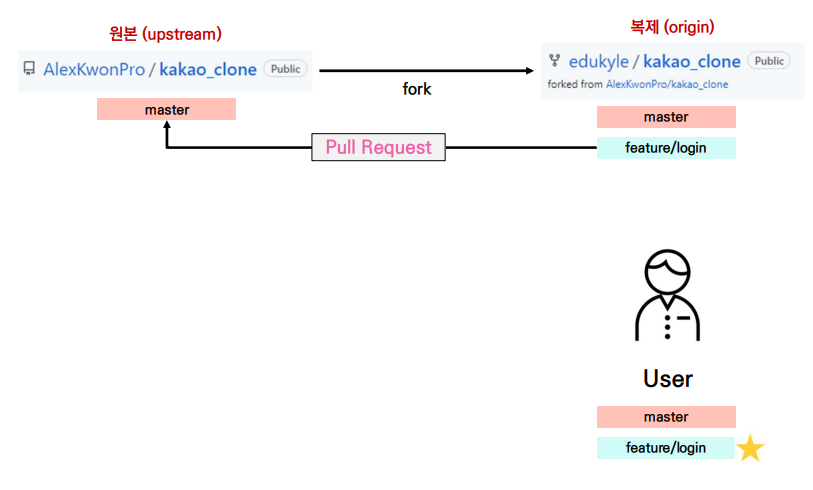 원본 (upstream)
AlexKwonPro / kakao_clone Public
master
fork
복제 (origin)
edukyle / kakao_clone Public
forked from AlexKwonPro/kakao_clone
master
feature/login
Pull Request
User
master
feature/login